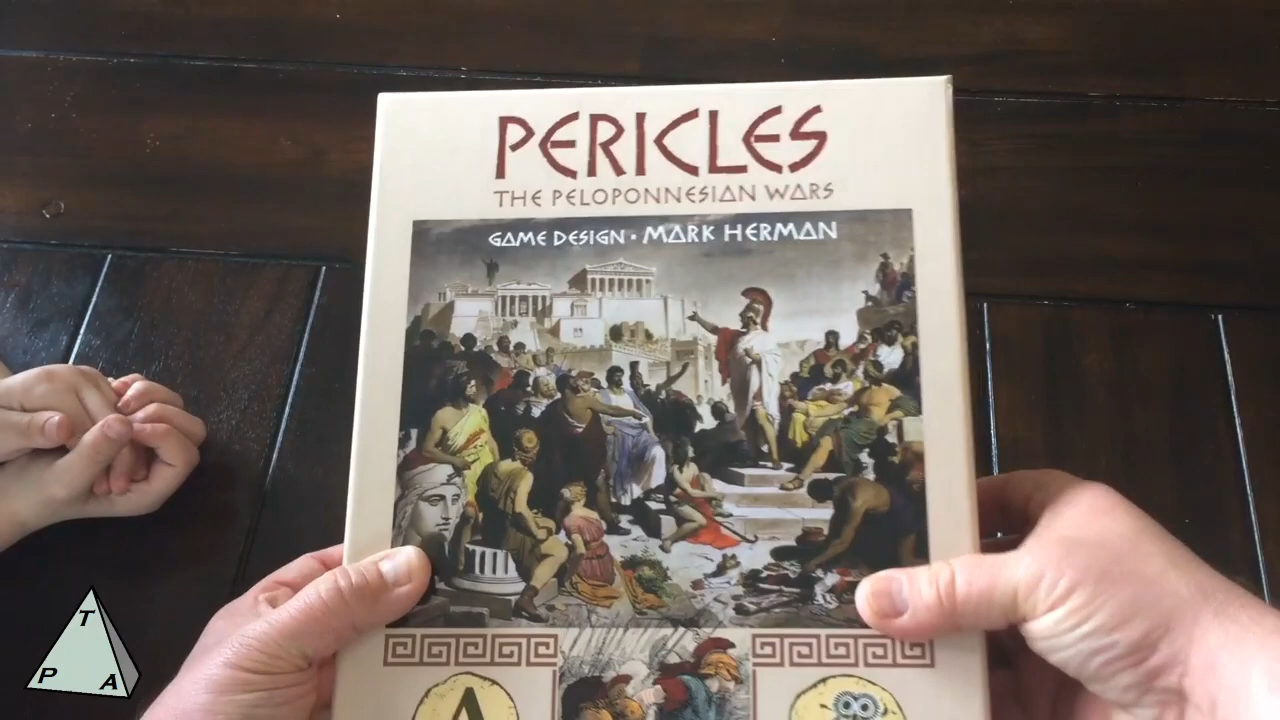 PERICLES
THE PELOPONNESIAN WARS
GAME DESIGN • MARK HERMAN
Λ
T
P A